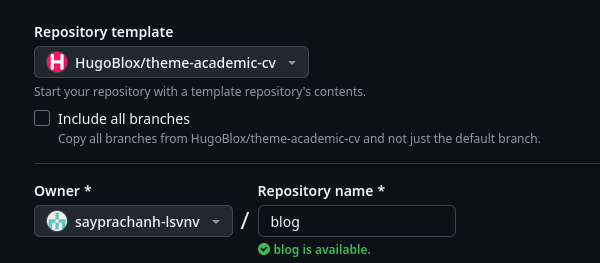 Repository template
HugoBlox/theme-academic-cv
Start your repository with a template repository's contents.
Include all branches
Copy all branches from HugoBlox/theme-academic-cv and not just the default branch.
Owner * Repository name *
sayprachanh-lsvnv / blog
blog is available.